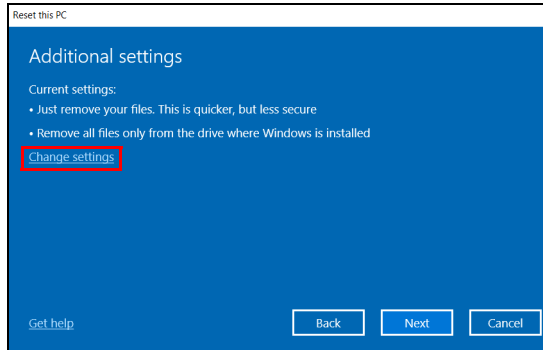 Reset this PC
Additional settings
Current settings:
• Just remove your files. This is quicker, but less secure
• Remove all files only from the drive where Windows is installed
Change settings
Get help
Back
Next
Cancel